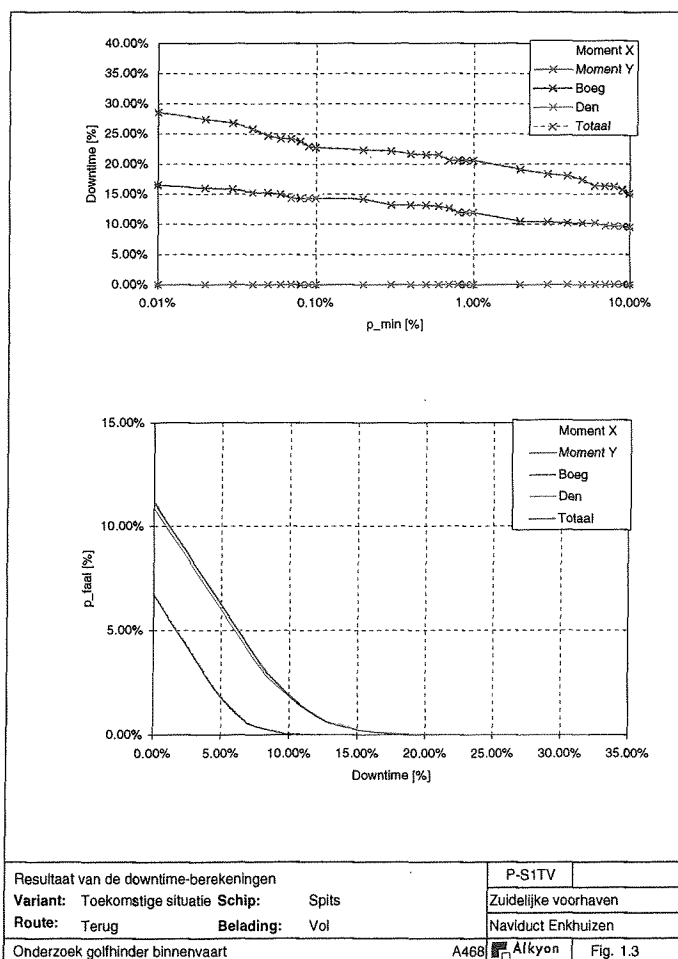 40.00%
35.00%
30.00%
25.00%
20.00%
15.00%
10.00%
5.00%
0.00%
Downtime [%]
0.01%
0.10%
1.00%
10.00%
p_min [%]
Moment X
Moment Y
Boeg
Den
Totaal
15.00%
10.00%
5.00%
0.00%
p_faal [%]
0.00%
5.00%
10.00%
15.00%
20.00%
25.00%
30.00%
35.00%
Downtime [%]
Moment X
Moment Y
Boeg
Den
Totaal
Resultaat van de downtime-berekeningen
P-S1TV
Variant: Toekomstige situatie Schip: Spits
Zuidelijke voorhaven
Route: Terug Belading: Vol
Naviduct Enkhuizen
Onderzoek golfhinder binnenvaart A468 Alkyon Fig. 1.3